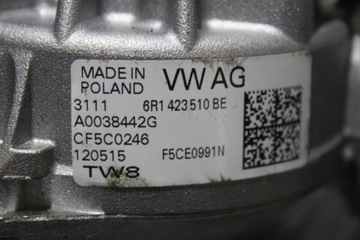 MADE IN VW AG
POLAND
3111 6R1 423 510 BE
A0038442G
CF5C0246
120515 F5CE0991N
TW8